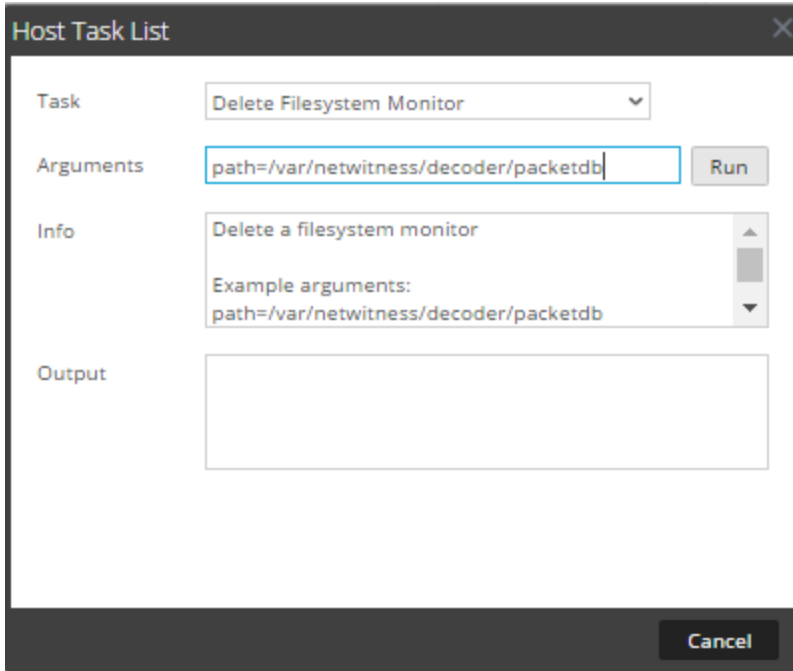 Host Task List
Task
Delete Filesystem Monitor
Arguments
path=/var/netwitness/decoder/packetdb
Run
Info
Delete a filesystem monitor
Example arguments:
path=/var/netwitness/decoder/packetdb
Output
Cancel